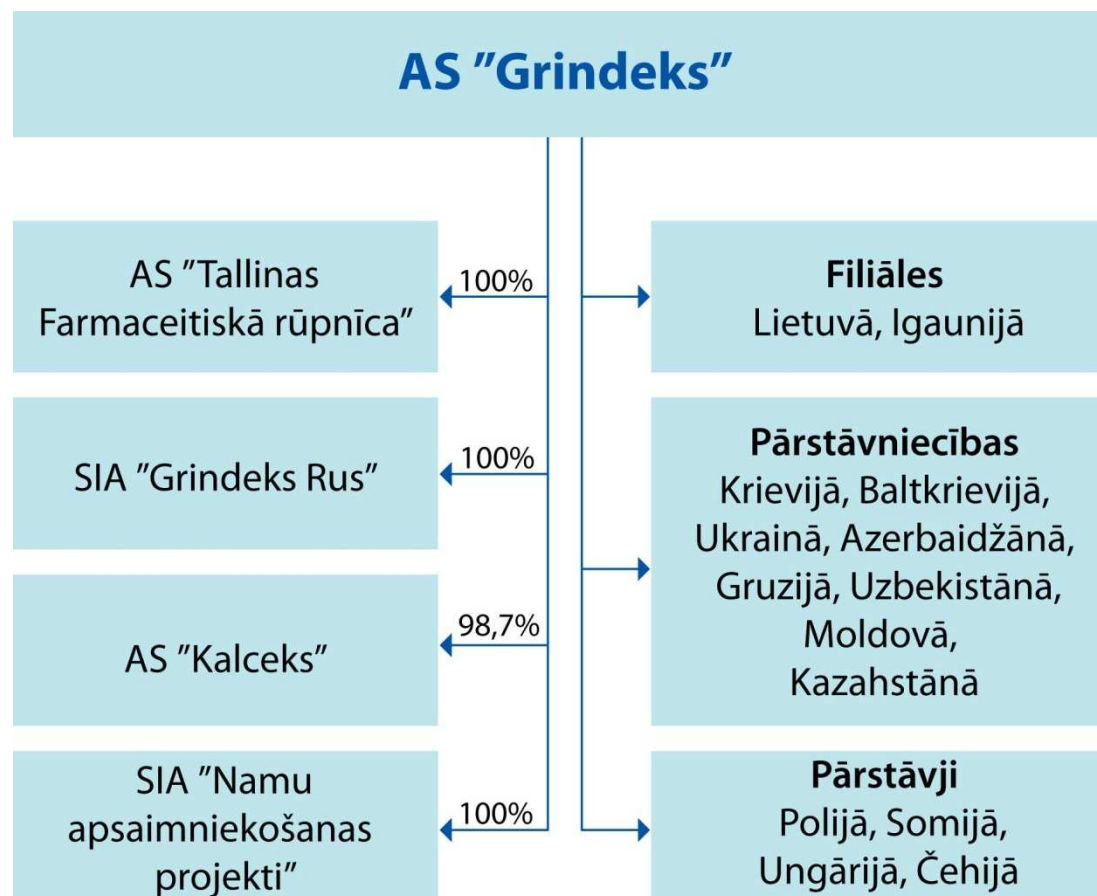 AS ”Grindeks”
AS ”Tallinas
Farmaceitiskā rūpnīca”
100%
SIA ”Grindeks Rus”
100%
AS ”Kalceks”
98,7%
SIA ”Namu
apsaimniekošanas
projekti”
100%
Filiāles
Lietuvā, Igaunijā
Pārstāvniecības
Krievijā, Baltkrievijā,
Ukrainā, Azerbaidžānā,
Gruzijā, Uzbekistānā,
Moldovā,
Kazahstānā
Pārstāvji
Polijā, Somijā,
Ungārijā, Čehijā